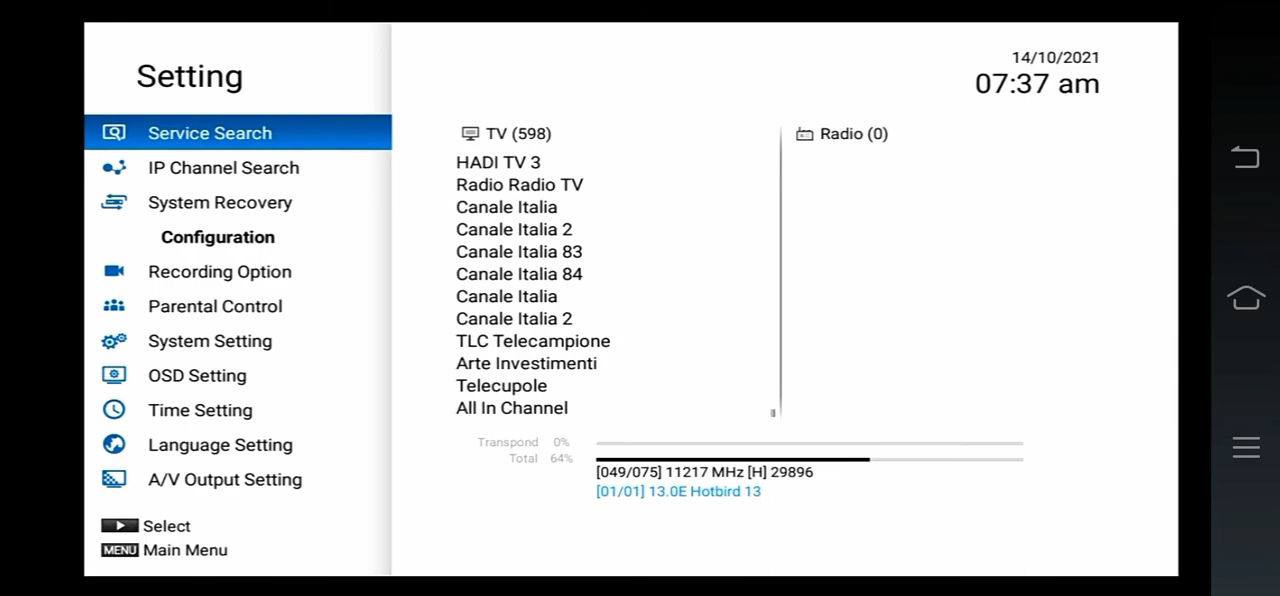 Setting
Service Search
IP Channel Search
System Recovery
Configuration
Recording Option
Parental Control
System Setting
OSD Setting
Time Setting
Language Setting
A/V Output Setting
Select
MENU Main Menu
14/10/2021
07:37 am
TV (598)
HADI TV 3
Radio Radio TV
Canale Italia
Canale Italia 2
Canale Italia 83
Canale Italia 84
Canale Italia
Canale Italia 2
TLC Telecampione
Arte Investimenti
Telecupole
All In Channel
Radio (0)
Transpond 0%
Total 64%
[049/075] 11217 MHz [H] 29896
[01/01] 13.0E Hotbird 13